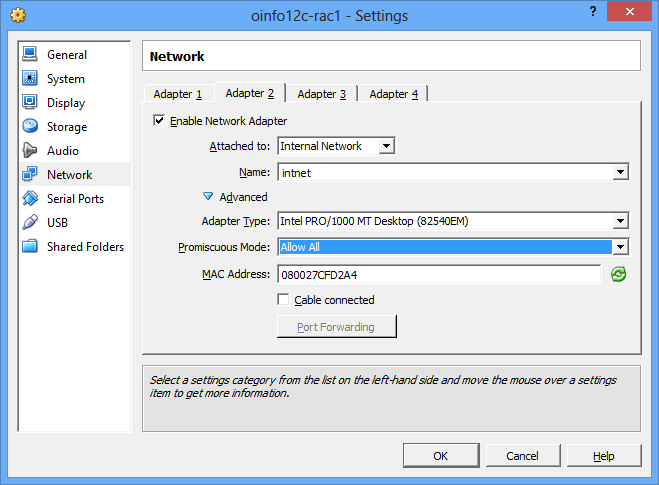 oinfo12c-rac1 - Settings
?
General
System
Display
Storage
Audio
Network
Serial Ports
USB
Shared Folders
Network
Adapter 1 Adapter 2 Adapter 3 Adapter 4
Enable Network Adapter
Attached to: Internal Network
Name: intnet
Advanced
Adapter Type: Intel PRO/1000 MT Desktop (82540EM)
Promiscuous Mode: Allow All
MAC Address: 080027CFD2A4
Cable connected
Port Forwarding
Select a settings category from the list on the left-hand side and move the mouse over a settings
item to get more information.
OK Cancel Help